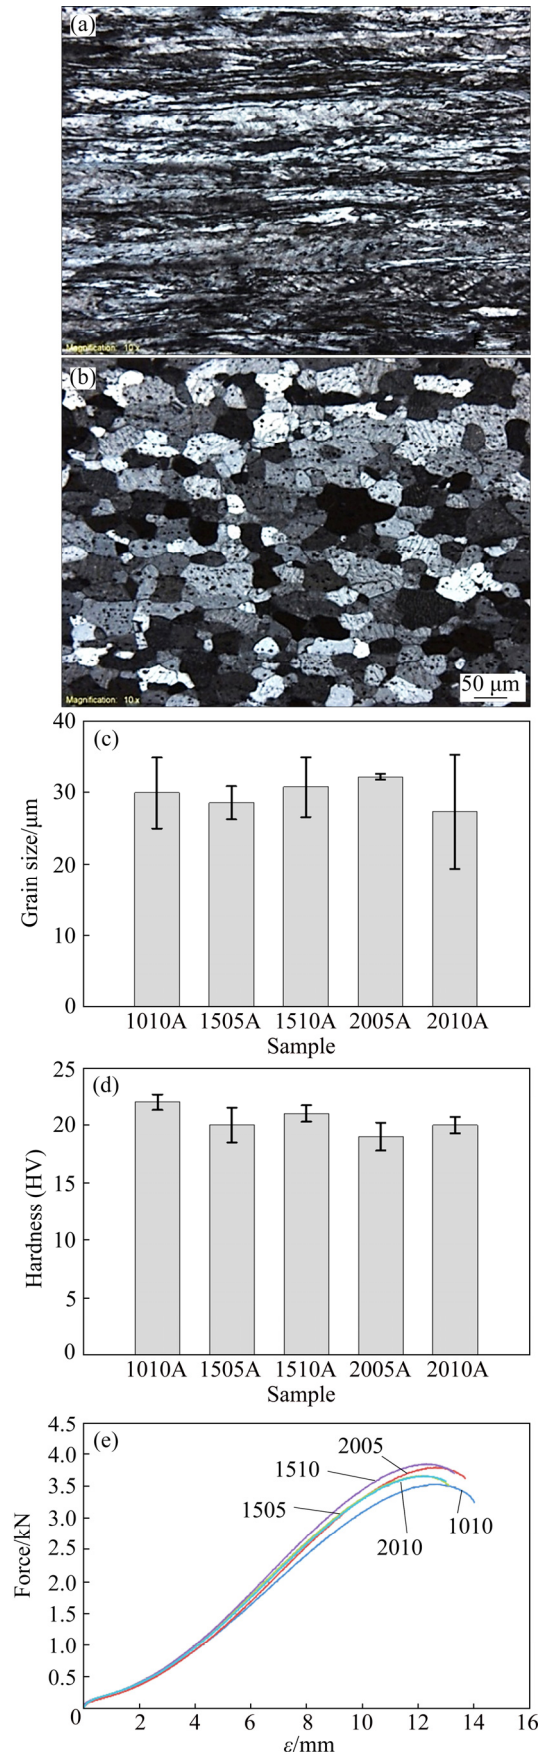 (a)
Magnification: 10 x
(b)
Magnification: 10 x
50 μm
(c)
40
30
20
10
0
Grain size/μm
1010A 1505A 1510A 2005A 2010A
Sample
(d)
25
20
15
10
5
0
Hardness (HV)
1010A 1505A 1510A 2005A 2010A
Sample
(e)
4.5
4.0
3.5
3.0
2.5
2.0
1.5
1.0
0.5
0
Force/kN
2005
1510
1505
1010
2010
2 4 6 8 10 12 14 16
ε/mm